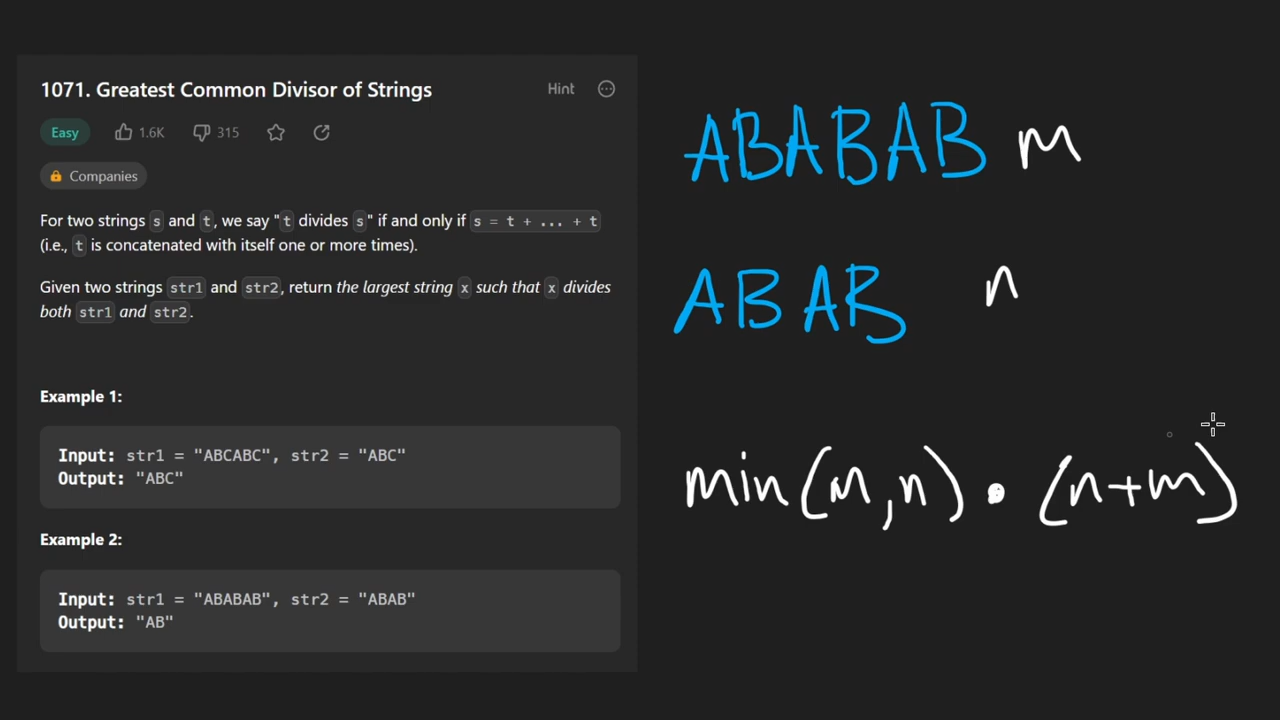 1071. Greatest Common Divisor of Strings
Hint
Easy 1.6K 315
Companies
For two strings s and t, we say "t divides s" if and only if s = t + ... + t
(i.e., t is concatenated with itself one or more times).
Given two strings str1 and str2, return the largest string x such that x divides
both str1 and str2.
Example 1:
Input: str1 = "ABCABC", str2 = "ABC"
Output: "ABC"
Example 2:
Input: str1 = "ABABAB", str2 = "ABAB"
Output: "AB"
ABABAB m
ABAB n
min(m,n) • (n+m)